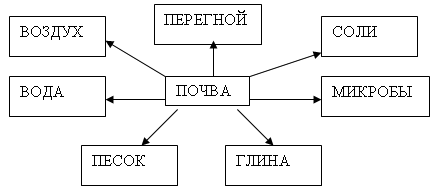 ПЕРЕГНОЙ
ВОЗДУХ
СОЛИ
ВОДА
ПОЧВА
МИКРОБЫ
ПЕСОК
ГЛИНА